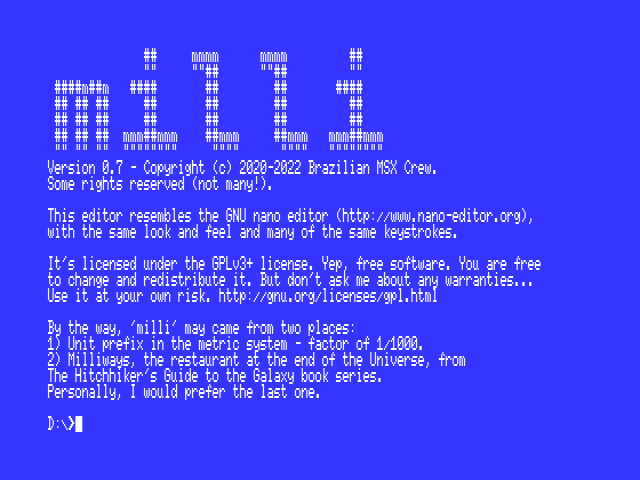 milli
Version 0.7 - Copyright (c) 2020-2022 Brazilian MSX Crew.
Some rights reserved (not many!).
This editor resembles the GNU nano editor (http://www.nano-editor.org),
with the same look and feel and many of the same keystrokes.
It's licensed under the GPLv3+ license. Yep, free software. You are free
to change and redistribute it. But don't ask me about any warranties...
Use it at your own risk. http://gnu.org/licenses/gpl.html
By the way, 'milli' may came from two places:
1) Unit prefix in the metric system - factor of 1/1000.
2) Milliways, the restaurant at the end of the Universe, from
The Hitchhiker's Guide to the Galaxy book series.
Personally, I would prefer the last one.
D:\>